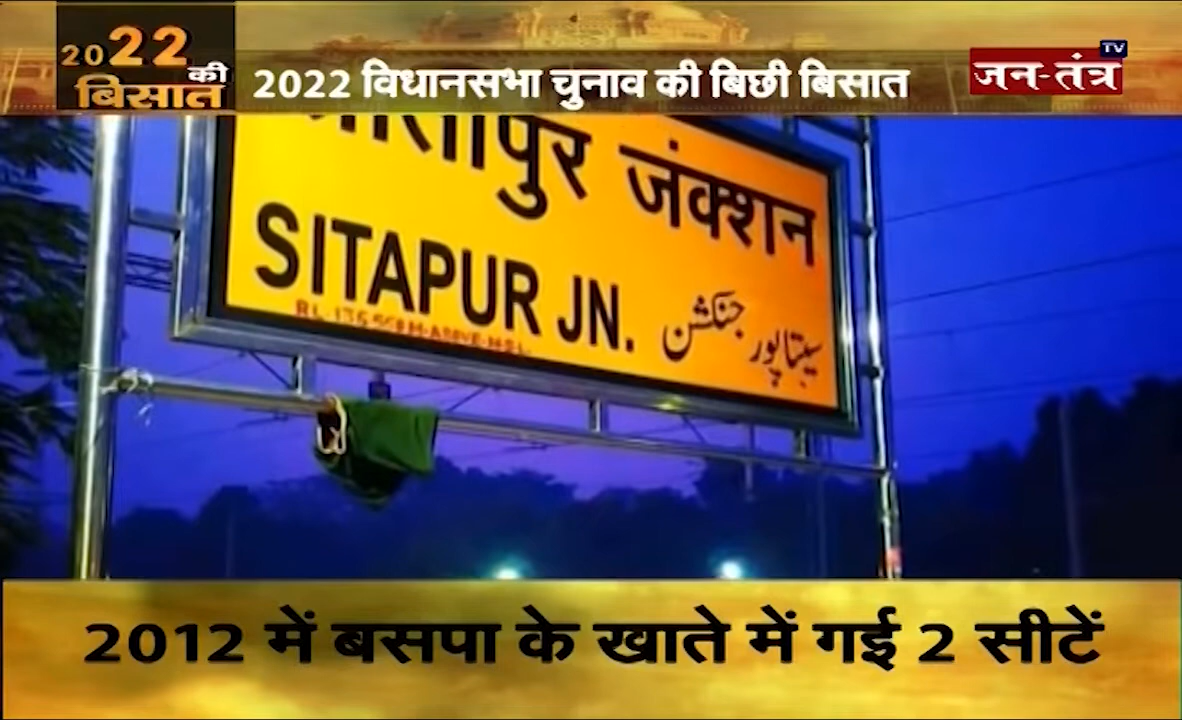 2022
की
बिसात
2022 विधानसभा चुनाव की बिछी बिसात
TV
जन-तंत्र
जंक्शन
SITAPUR JN.
سیتاپور جنکشن
2012 में बसपा के खाते में गई 2 सीटें